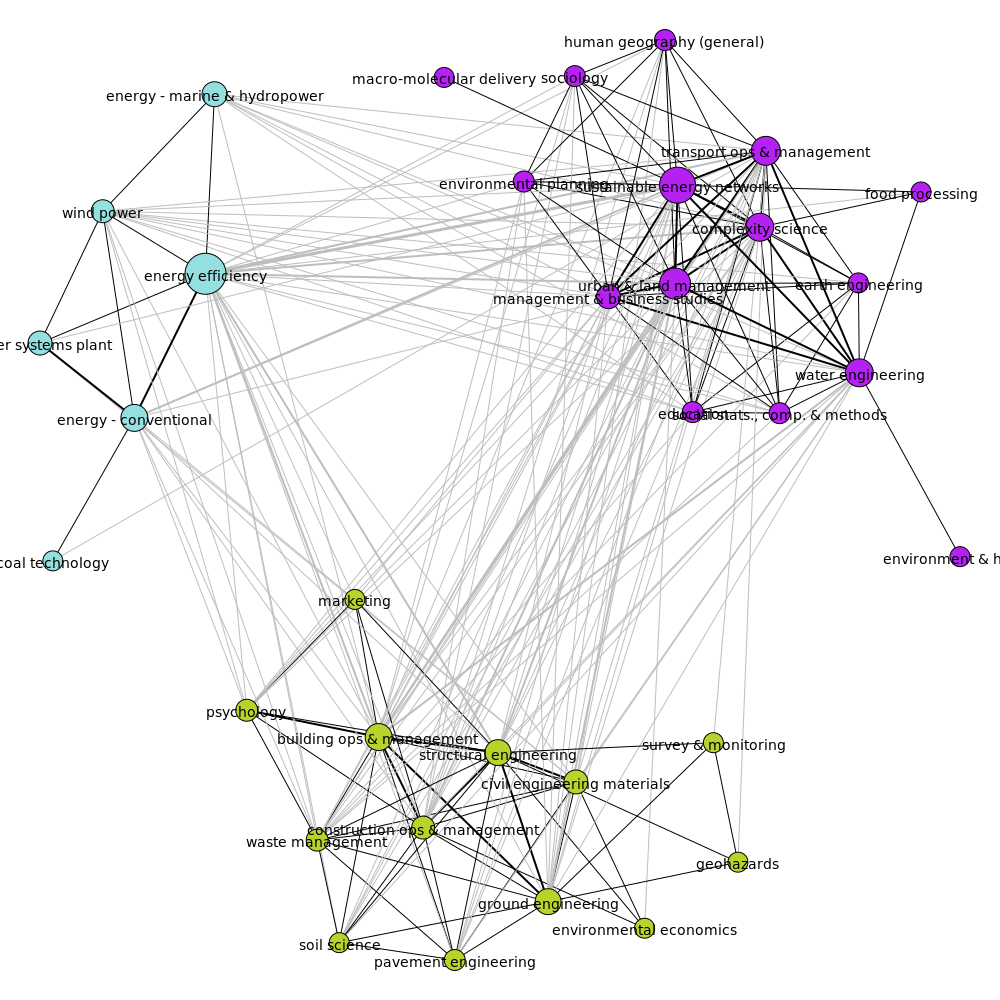 human geography (general)
macro-molecular delivery
sociology
energy - marine & hydropower
transport ops & management
environmental planning
sustainable energy networks
food processing
wind power
complexity science
energy efficiency
urban & land management
earth engineering
management & business studies
er systems plant
water engineering
education
social stats., comp. & methods
energy - conventional
coal technology
environment & h
marketing
psychology
building ops & management
structural engineering
survey & monitoring
civil engineering materials
construction ops & management
waste management
geohazards
ground engineering
environmental economics
soil science
pavement engineering